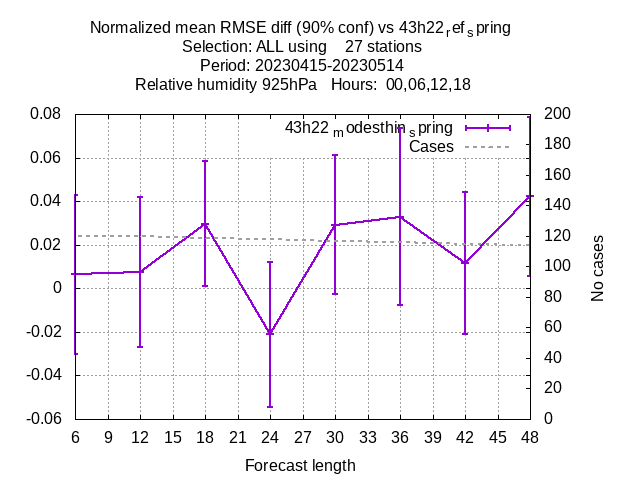 Normalized mean RMSE diff (90% conf) vs 43h22refspring
Selection: ALL using 27 stations
Period: 20230415-20230514
Relative humidity 925hPa Hours: 00,06,12,18
43h22modesthinspring
Cases
0.08
0.06
0.04
0.02
0
-0.02
-0.04
-0.06
200
180
160
140
120
100
80
60
40
20
0
No cases
6 9 12 15 18 21 24 27 30 33 36 39 42 45 48
Forecast length